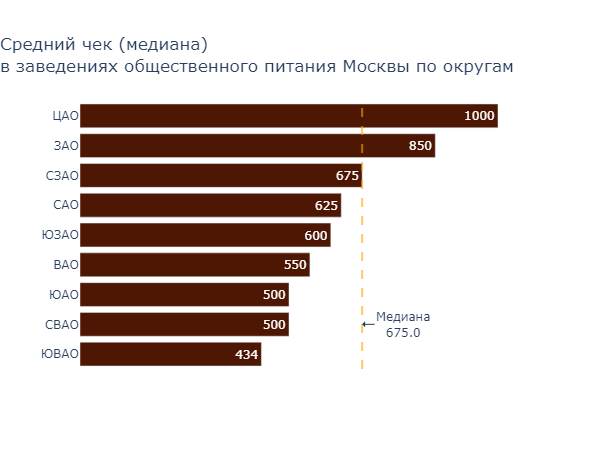 Средний чек (медиана)
в заведениях общественного питания Москвы по округам
ЦАО 1000
ЗАО 850
СЗАО 675
САО 625
ЮЗАО 600
ВАО 550
ЮАО 500
СВАО 500
Медиана
675.0
ЮВАО 434